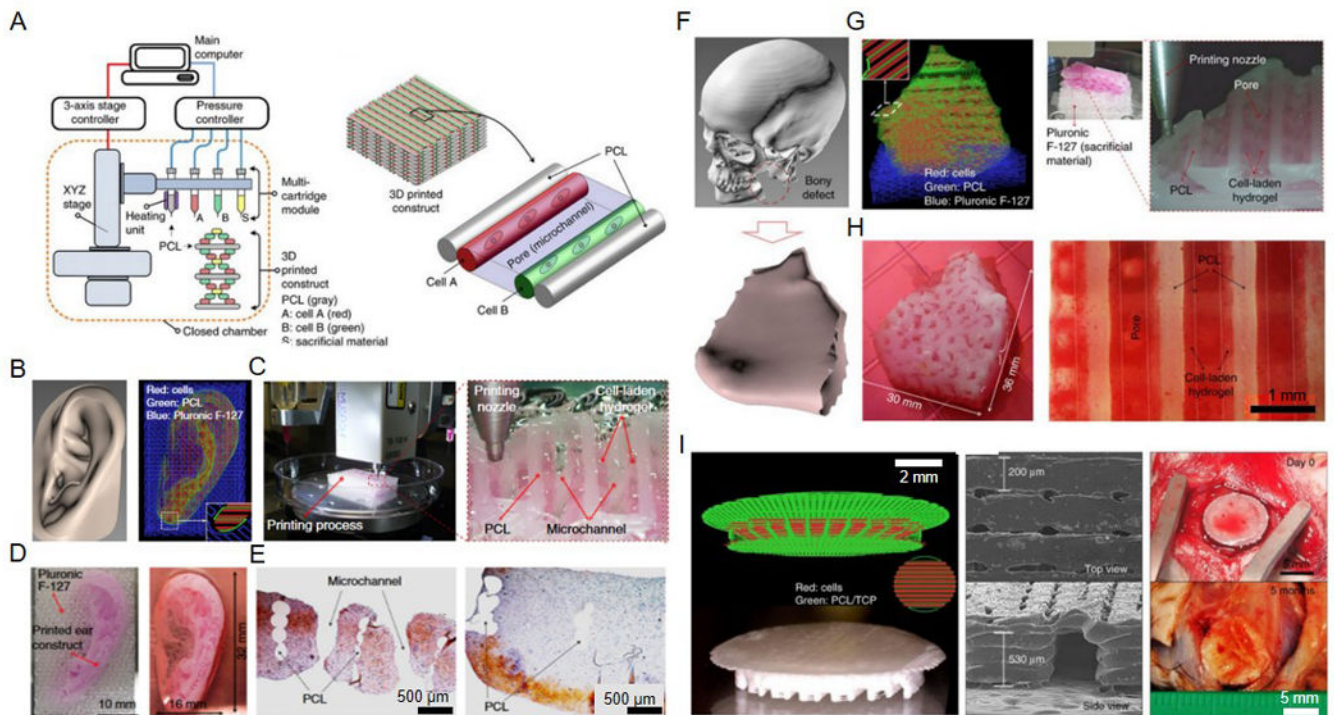 A
Main
computer
3-axis stage
controller
Pressure
controller
XYZ
stage
Heating
unit
PCL
A
B
S
Multi-
cartridge
module
3D
printed
construct
PCL (gray)
A: cell A (red)
B: cell B (green)
S: sacrificial material
Closed chamber
3D printed
construct
PCL
Pore (microchannel)
Cell A
Cell B
B
Red: cells
Green: PCL
Blue: Pluronic F-127
C
Printing process
Printing
nozzle
Cell-laden
hydrogel
PCL
Microchannel
D
Pluronic
F-127
Printed ear
construct
10 mm
16 mm
32 mm
E
Microchannel
PCL
500 µm
PCL
500 µm
F
Bony
defect
G
Red: cells
Green: PCL
Blue: Pluronic F-127
Pluronic
F-127 (sacrificial
material)
Printing nozzle
Pore
PCL
Cell-laden
hydrogel
H
30 mm
36 mm
PCL
Pore
Cell-laden
hydrogel
1 mm
I
2 mm
Red: cells
Green: PCL/TCP
200 µm
Top view
530 µm
Side view
Day 0
5 months
5 mm